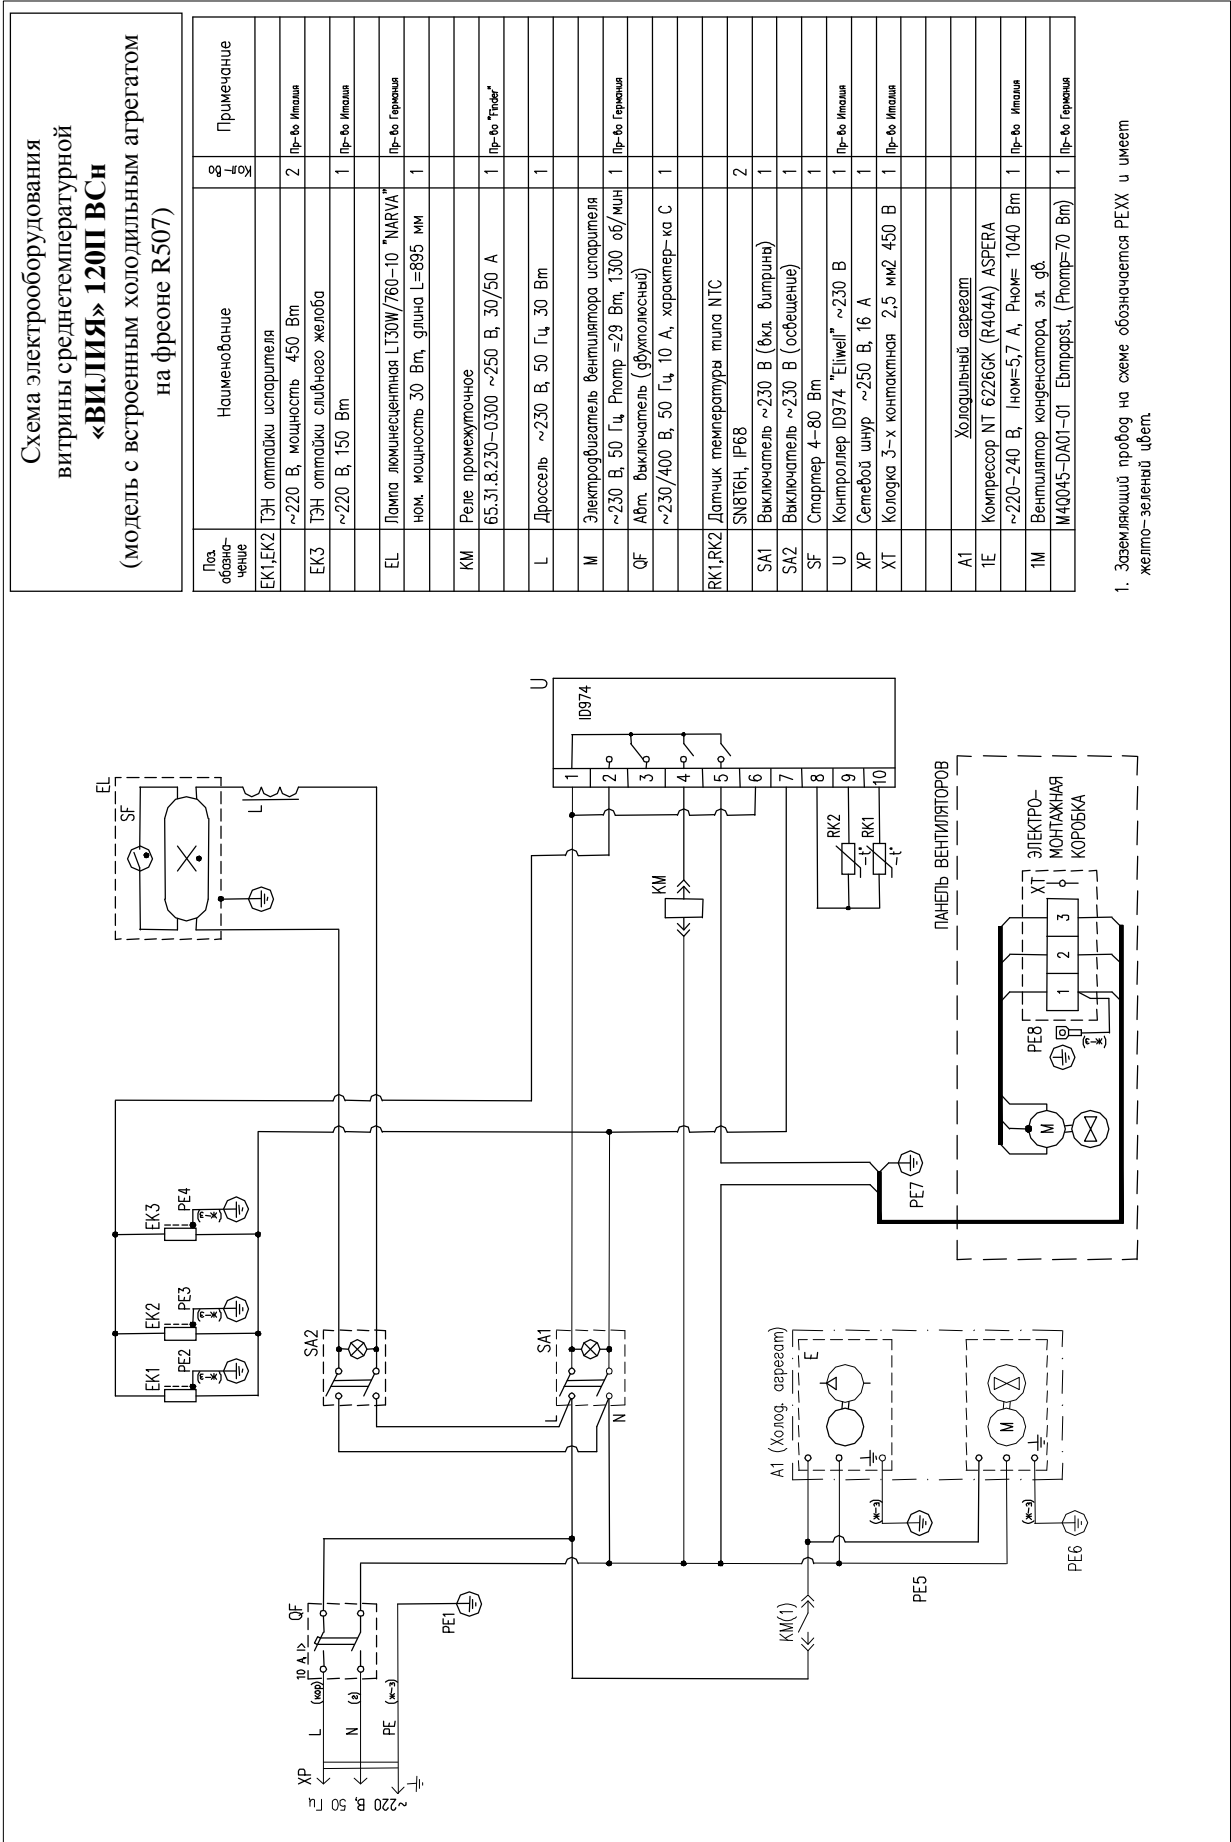 Схема электрооборудования
витрины среднетемпературной
«ВИЛИЯ» 120П ВСн
(модель с встроенным холодильным агрегатом
на фреоне R507)
Поз. обозна- чение Наименование Кол-во Примечание
EK1,EK2 ТЭН оттайки испарителя
~220 В, мощность 450 Вт 2 Пр-во Италия
EK3 ТЭН оттайки сливного желоба
~220 В, 150 Вт 1 Пр-во Италия
EL Лампа люминесцентная LT30W/760-10 "NARVA" Пр-во Германия
ном. мощность 30 Вт, длина L=895 мм 1
KM Реле промежуточное
65.31.8.230-0300 ~250 В, 30/50 А 1 Пр-во "Finder"
L Дроссель ~230 В, 50 Гц, 30 Вт 1
M Электродвигатель вентилятора испарителя
~230 В, 50 Гц, Рпотр =29 Вт, 1300 об/мин 1 Пр-во Германия
QF Авт. выключатель (двухполюсный)
~230/400 В, 50 Гц, 10 А, характер-ка С 1
RK1,RK2 Датчик температуры типа NTC
SN8T6H, IP68 2
SA1 Выключатель ~230 В (вкл. витрины) 1
SA2 Выключатель ~230 В (освещение) 1
SF Стартер 4-80 Вт 1
U Контроллер ID974 "Eliwell" ~230 В 1 Пр-во Италия
XP Сетевой шнур ~250 В, 16 А 1
XT Колодка 3-х контактная 2,5 мм2 450 В 1 Пр-во Италия
A1 Холодильный агрегат
1E Компрессор NT 6226GK (R404A) ASPERA
~220-240 В, Iном=5,7 А, Рном= 1040 Вт 1 Пр-во Италия
1M Вентилятор конденсатора, эл. дв.
M4Q045-DA01-01 Ebmpapst, (Рпотр=70 Вт) 1 Пр-во Германия
1. Заземляющий провод на схеме обозначается РЕХХ и имеет
желто-зеленый цвет.
EL
SF
L
EK1
EK2
EK3
PE2
PE3
PE4
(ж-з)
(ж-з)
(ж-з)
SA2
SA1
L
N
U
ID974
1
2
3
4
5
6
7
8
9
10
KM
RK2
RK1
-t°
-t°
QF
10 А, I>
XP
~220 В, 50 Гц
L
(кор)
N
(г)
PE
(ж-з)
PE1
KM(1)
A1 (Холод. агрегат)
E
M
(ж-з)
(ж-з)
PE5
PE6
PE7
ПАНЕЛЬ ВЕНТИЛЯТОРОВ
ЭЛЕКТРО-
МОНТАЖНАЯ
КОРОБКА
XT
1
2
3
PE8
(ж-з)
M